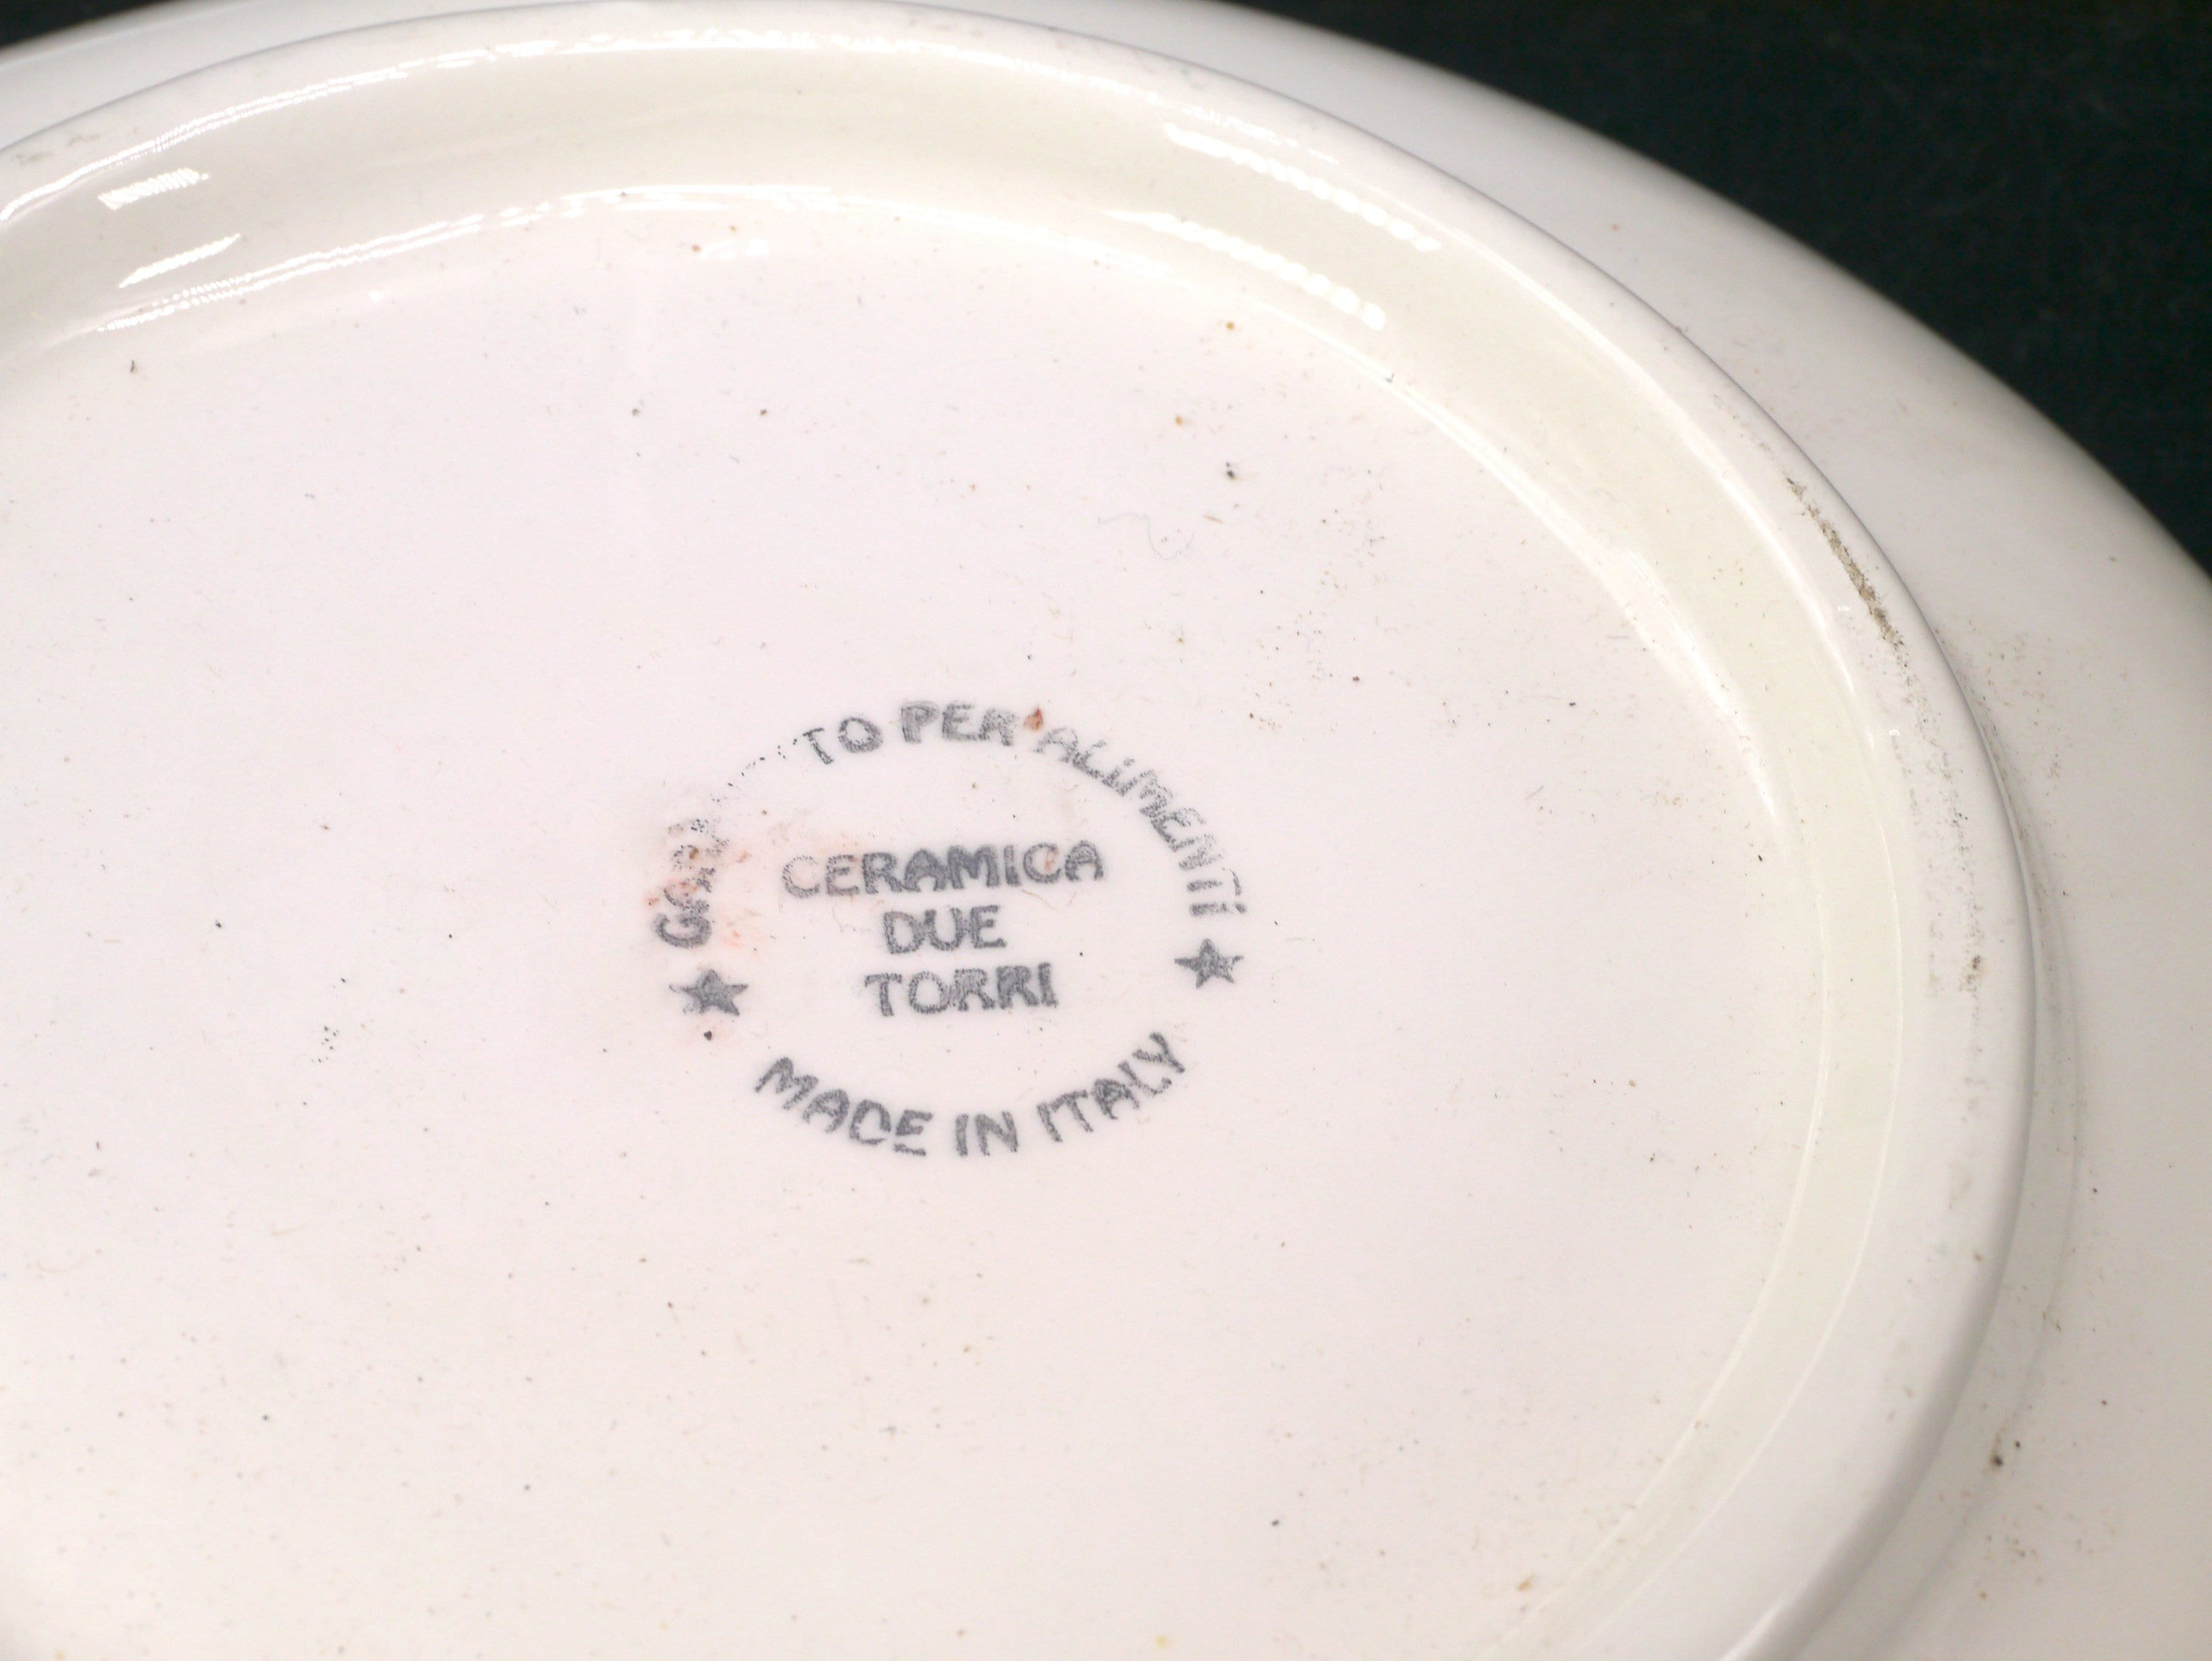 TO PER ALIMENTI
CERAMICA
DUE
TORRI
MADE IN ITALY